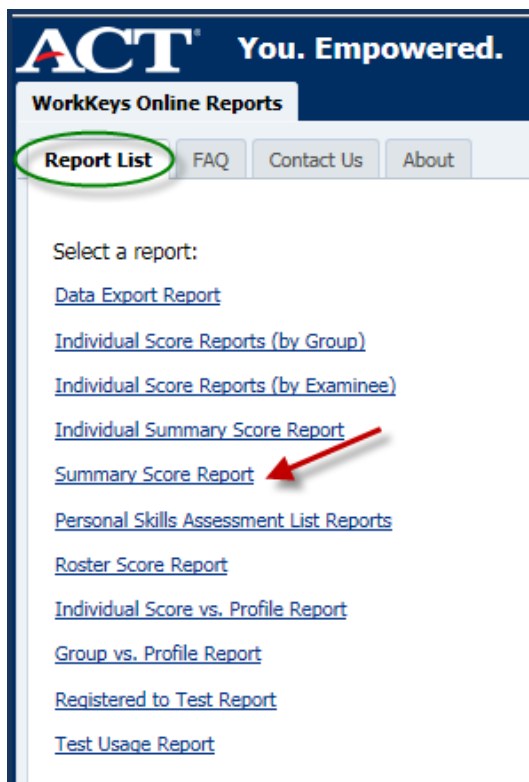 ACT® You. Empowered.
WorkKeys Online Reports
Report List FAQ Contact Us About
Select a report:
Data Export Report
Individual Score Reports (by Group)
Individual Score Reports (by Examinee)
Individual Summary Score Report
Summary Score Report
Personal Skills Assessment List Reports
Roster Score Report
Individual Score vs. Profile Report
Group vs. Profile Report
Registered to Test Report
Test Usage Report